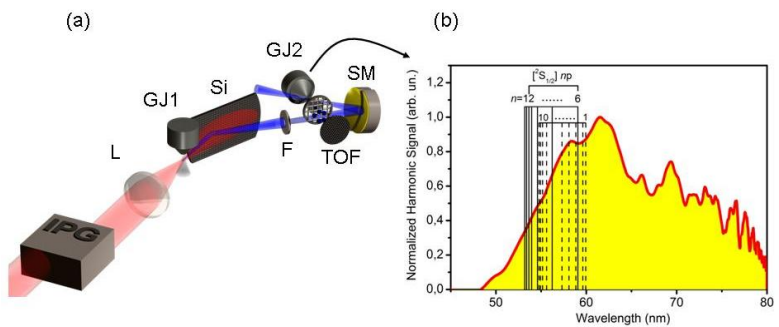 (a)
GJ2
SM
Si
GJ1
F
TOF
L
IPG
(b)
Normalized Harmonic Signal (arb. un.)
1,2
1,0
0,8
0,6
0,4
0,2
0,0
[²S₁/₂] np
n=12 ...... 6
10 ...... 1
50 60 70 80
Wavelength (nm)